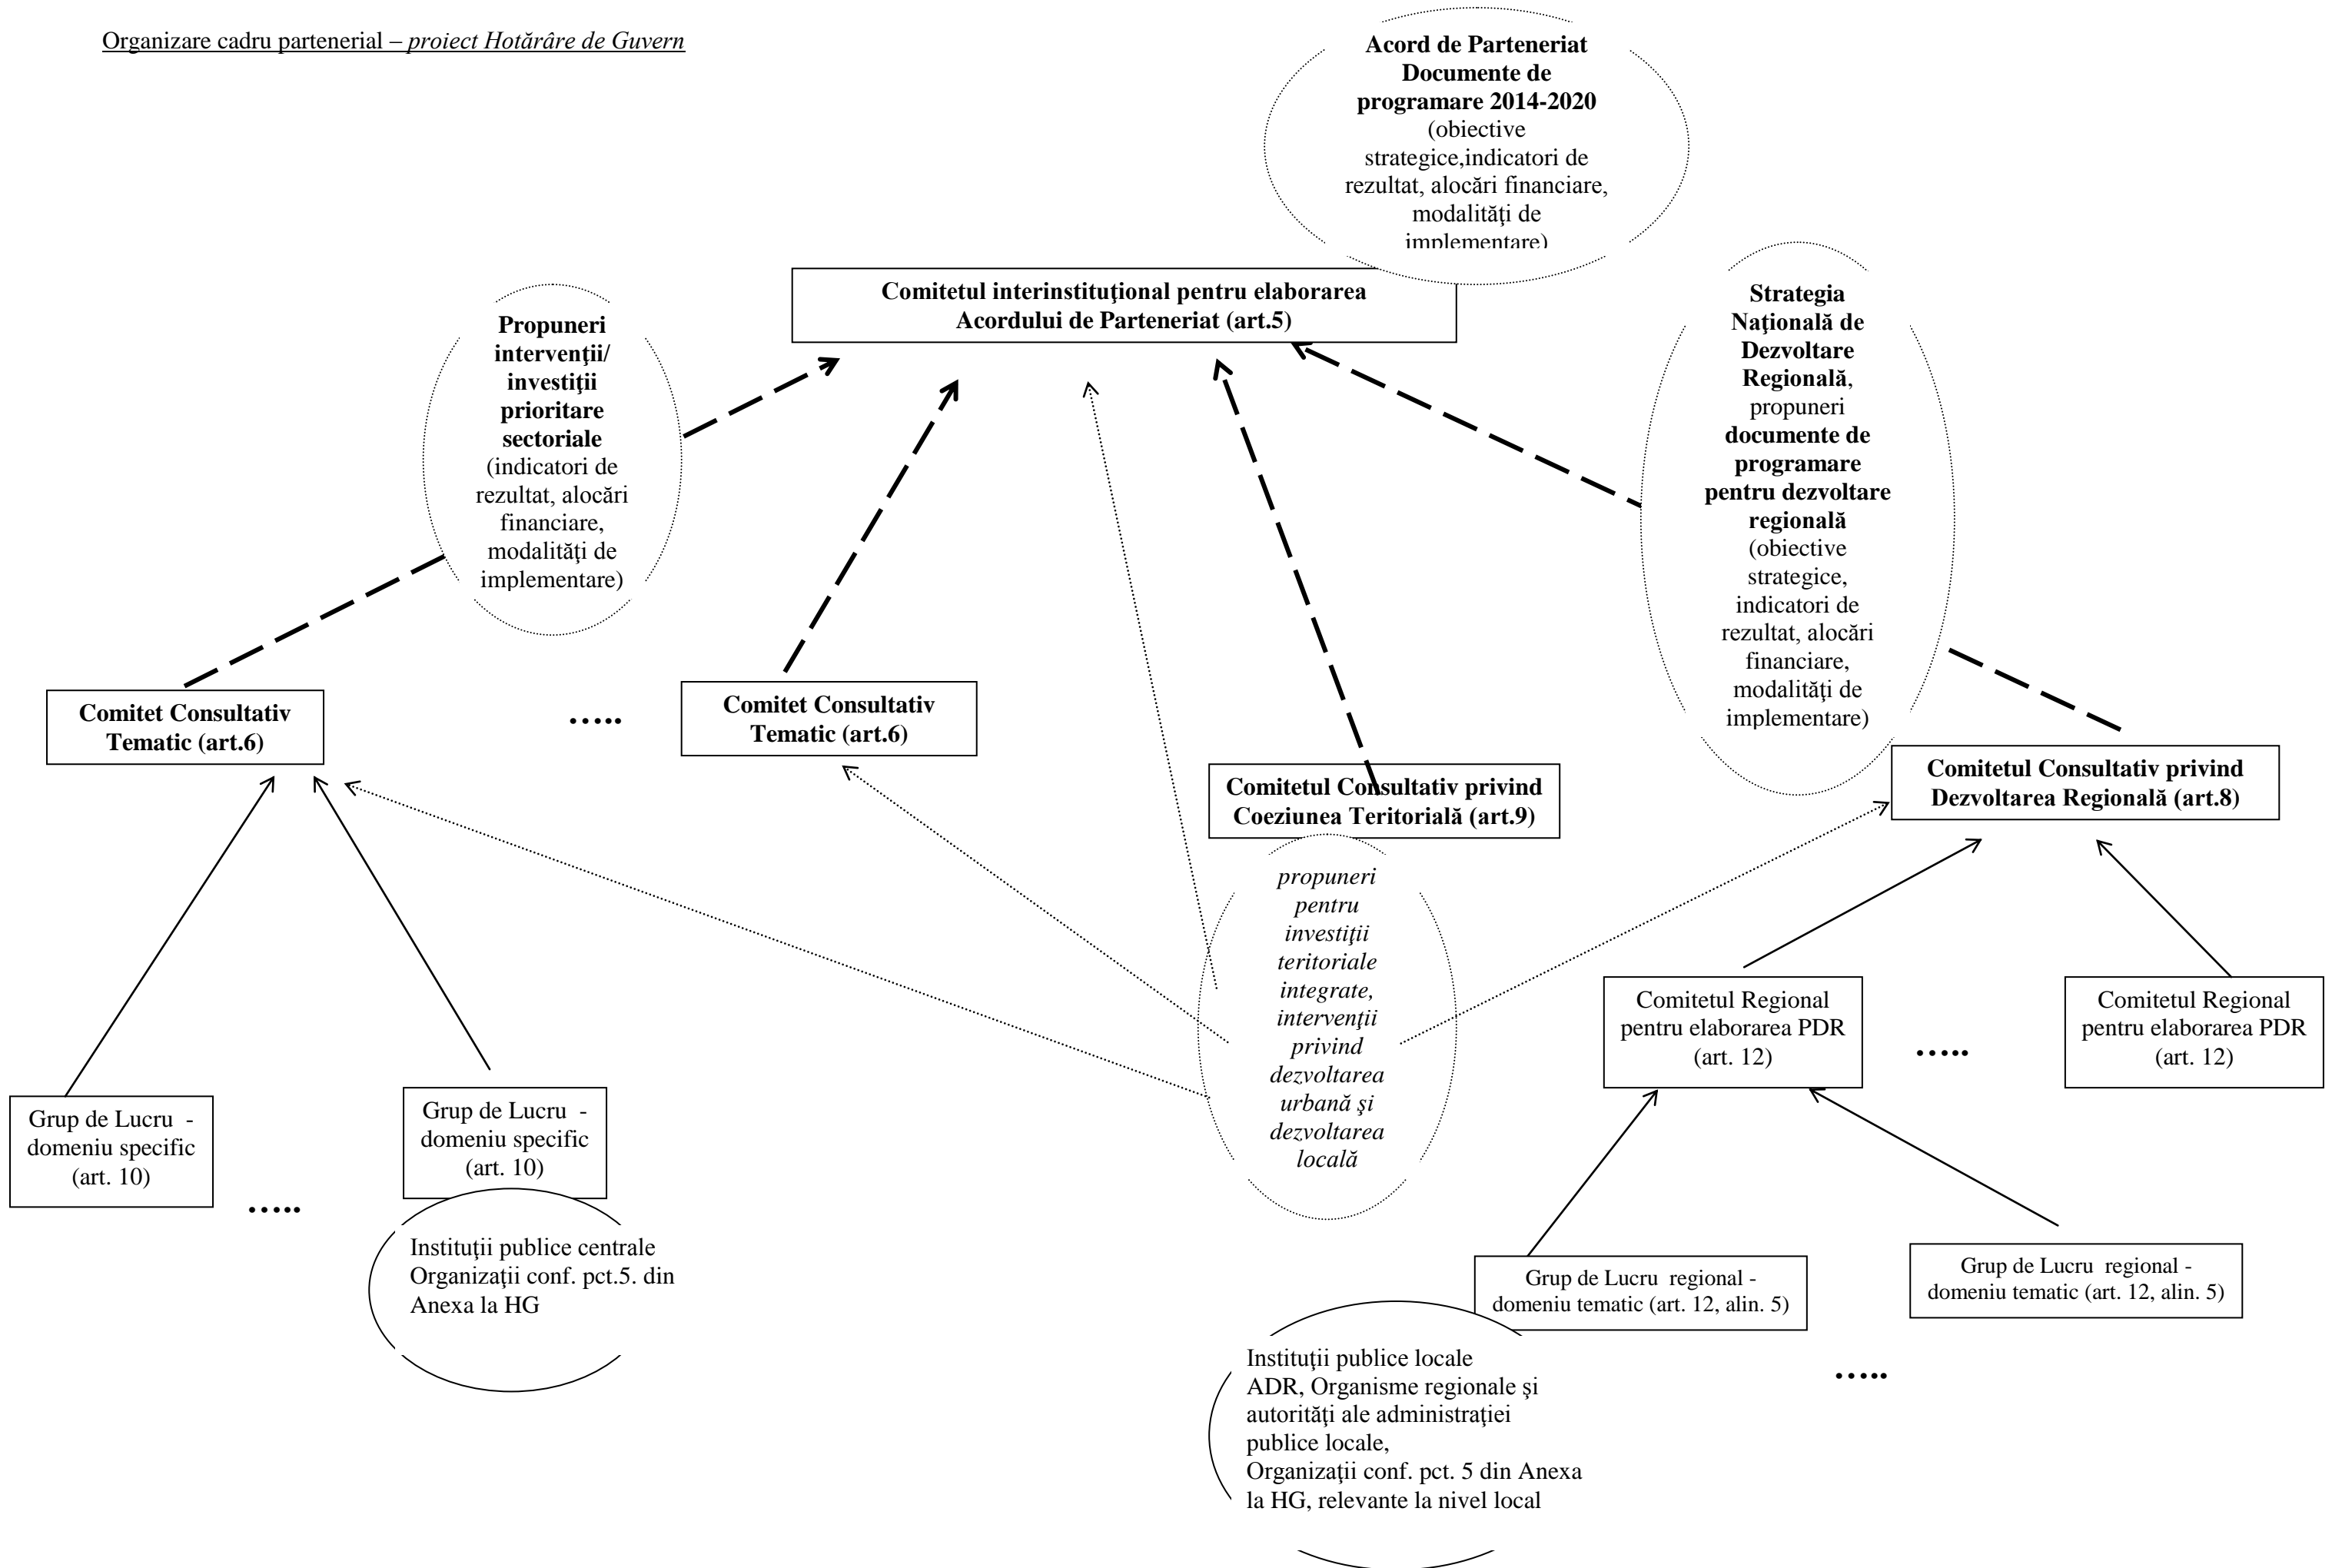 Organizare cadru partenerial – proiect Hotărâre de Guvern
Acord de Parteneriat
Documente de
programare 2014-2020
(obiective
strategice,indicatori de
rezultat, alocări financiare,
modalităţi de
implementare)
Comitetul interinstituţional pentru elaborarea
Acordului de Parteneriat (art.5)
Propuneri
intervenţii/
investiţii
prioritare
sectoriale
(indicatori de
rezultat, alocări
financiare,
modalităţi de
implementare)
Strategia
Naţională de
Dezvoltare
Regională,
propuneri
documente de
programare
pentru dezvoltare
regională
(obiective
strategice,
indicatori de
rezultat, alocări
financiare,
modalităţi de
implementare)
Comitet Consultativ
Tematic (art.6)
.....
Comitet Consultativ
Tematic (art.6)
Comitetul Consultativ privind
Coeziunea Teritorială (art.9)
Comitetul Consultativ privind
Dezvoltarea Regională (art.8)
propuneri
pentru
investiţii
teritoriale
integrate,
intervenţii
privind
dezvoltarea
urbană şi
dezvoltarea
locală
Comitetul Regional
pentru elaborarea PDR
(art. 12)
.....
Comitetul Regional
pentru elaborarea PDR
(art. 12)
Grup de Lucru -
domeniu specific
(art. 10)
.....
Grup de Lucru -
domeniu specific
(art. 10)
Instituţii publice centrale
Organizaţii conf. pct.5. din
Anexa la HG
Grup de Lucru regional -
domeniu tematic (art. 12, alin. 5)
Grup de Lucru regional -
domeniu tematic (art. 12, alin. 5)
.....
Instituţii publice locale
ADR, Organisme regionale şi
autorităţi ale administraţiei
publice locale,
Organizaţii conf. pct. 5 din Anexa
la HG, relevante la nivel local